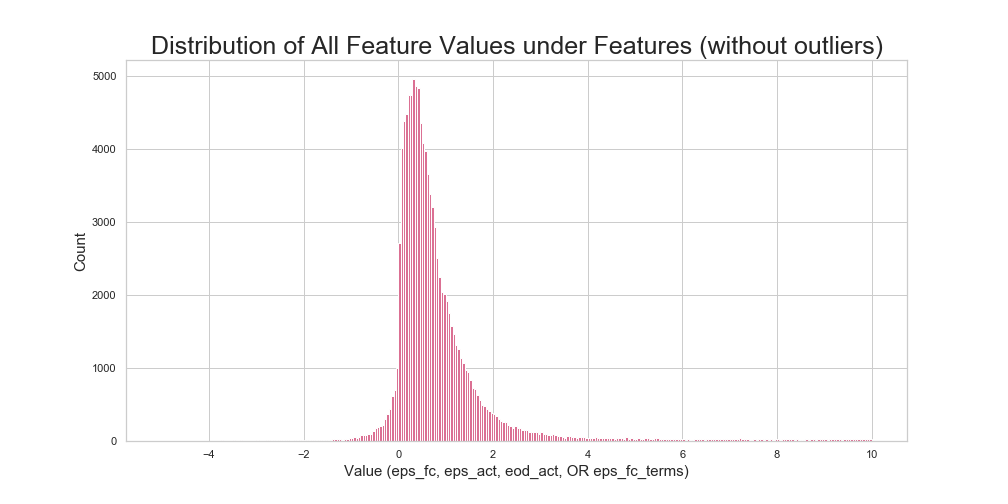 Distribution of All Feature Values under Features (without outliers)
5000
4000
3000
2000
1000
0
Count
−4 −2 0 2 4 6 8 10
Value (eps_fc, eps_act, eod_act, OR eps_fc_terms)